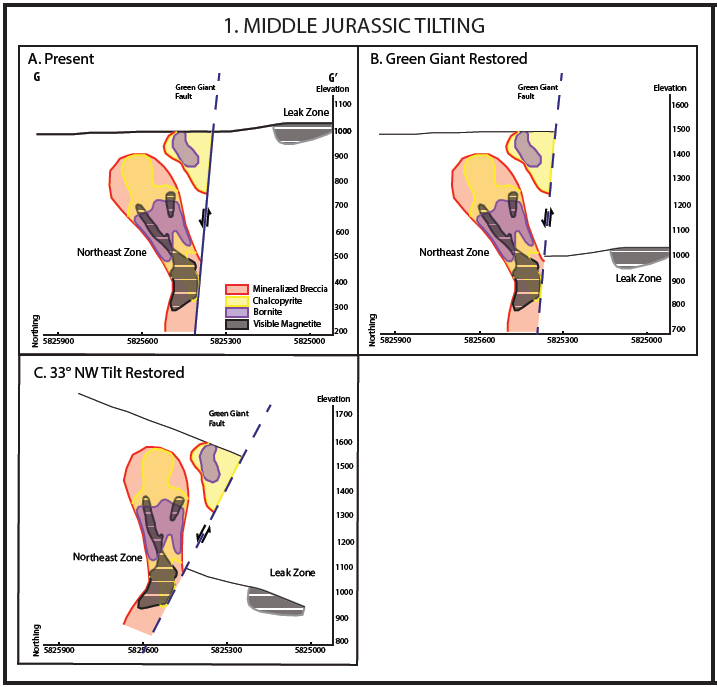 1. MIDDLE JURASSIC TILTING
A. Present
G
G'
Green Giant
Fault
Elevation
Leak Zone
1100
1000
900
800
700
600
500
400
300
200
Northeast Zone
Mineralized Breccia
Chalcopyrite
Bornite
Visible Magnetite
Northing
5825900
5825600
5825300
5825000
B. Green Giant Restored
Green Giant
Fault
Elevation
1600
1500
1400
1300
1200
1100
1000
900
800
700
Northeast Zone
Leak Zone
Northing
5825900
5825600
5825300
5825000
C. 33° NW Tilt Restored
Green Giant
Fault
Elevation
1700
1600
1500
1400
1300
1200
1100
1000
900
800
Northeast Zone
Leak Zone
Northing
5825900
5825600
5825300
5825000